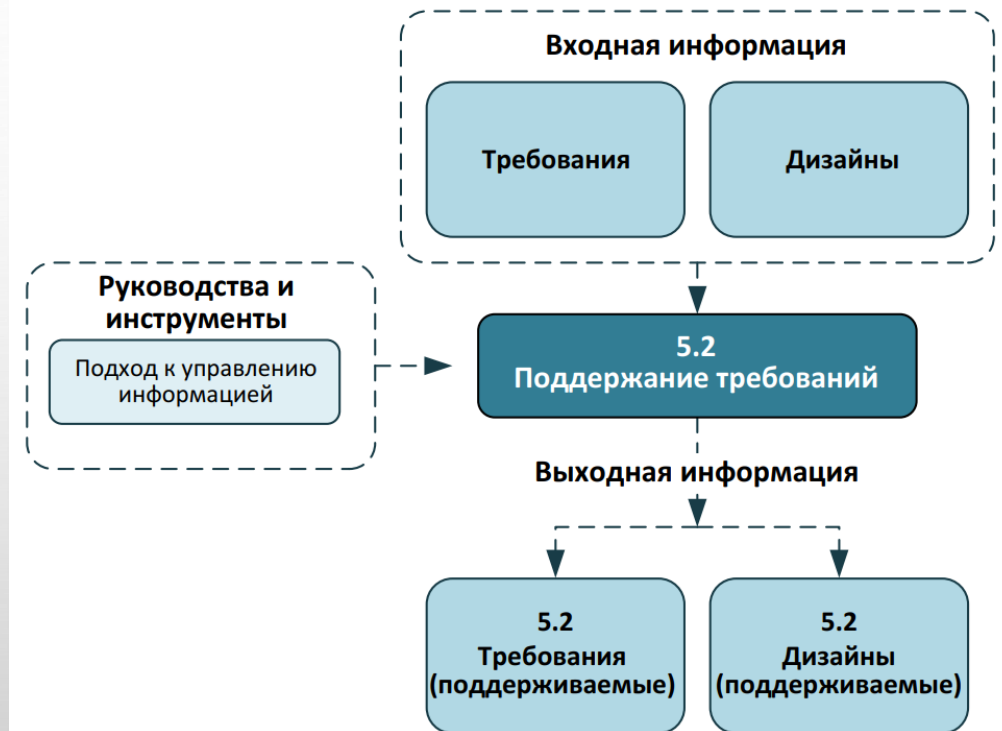 Входная информация
Требования
Дизайны
Руководства и
инструменты
Подход к управлению
информацией
5.2
Поддержание требований
Выходная информация
5.2
Требования
(поддерживаемые)
5.2
Дизайны
(поддерживаемые)